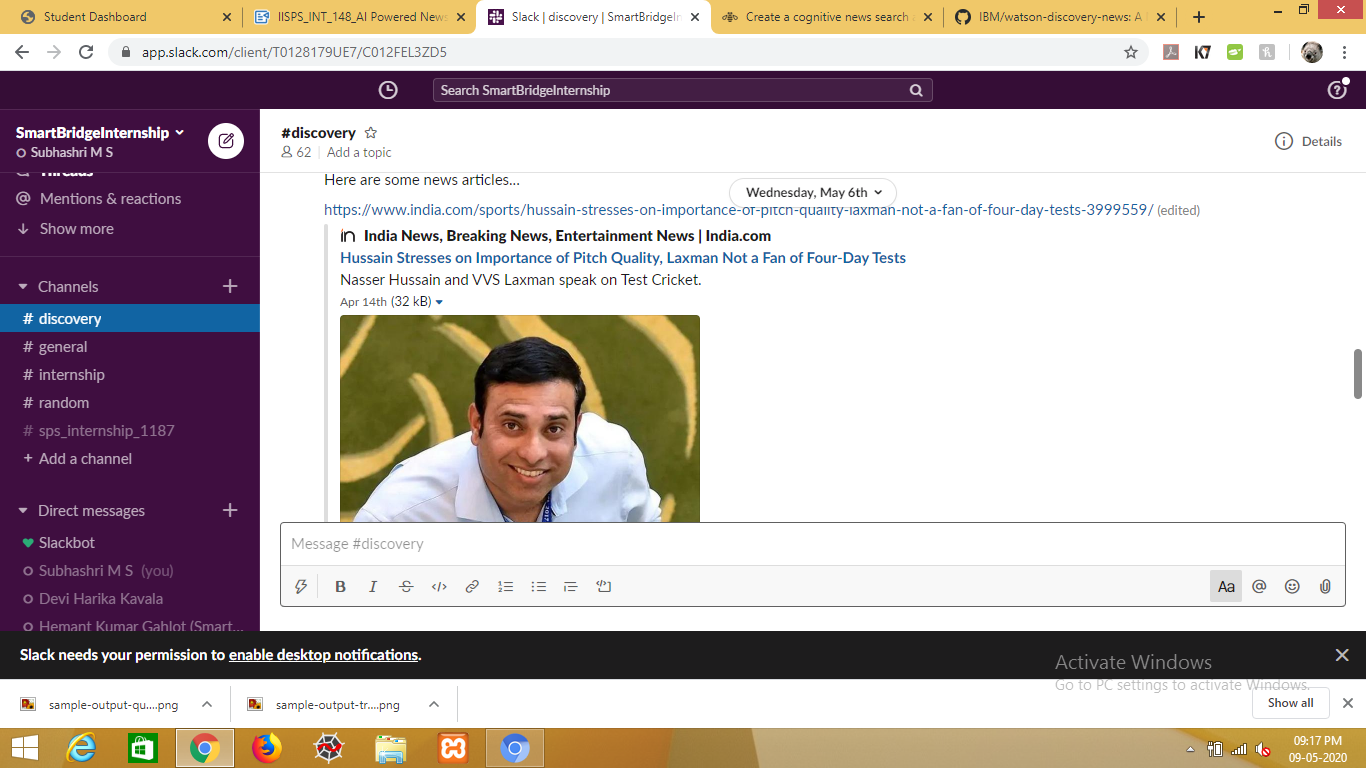 Student Dashboard
IISPS_INT_148_AI Powered News
Slack | discovery | SmartBridgeIn
Create a cognitive news search a
IBM/watson-discovery-news: A
app.slack.com/client/T0128179UE7/C012FEL3ZD5
K7
Search SmartBridgeInternship
SmartBridgeInternship
Subhashri M S
Threads
Mentions & reactions
Show more
Channels
# discovery
# general
# internship
# random
# sps_internship_1187
+ Add a channel
Direct messages
Slackbot
Subhashri M S (you)
Devi Harika Kavala
Hemant Kumar Gahlot (Smart...
#discovery
62 | Add a topic
Details
Here are some news articles...
Wednesday, May 6th
https://www.india.com/sports/hussain-stresses-on-importance-of-pitch-quality-laxman-not-a-fan-of-four-day-tests-3999559/ (edited)
in India News, Breaking News, Entertainment News | India.com
Hussain Stresses on Importance of Pitch Quality, Laxman Not a Fan of Four-Day Tests
Nasser Hussain and VVS Laxman speak on Test Cricket.
Apr 14th (32 kB)
2017
Message #discovery
B I S </> Aa @
Slack needs your permission to enable desktop notifications.
Activate Windows
Go to PC settings to activate Windows.
sample-output-qu....png
sample-output-tr....png
Show all
09:17 PM
09-05-2020